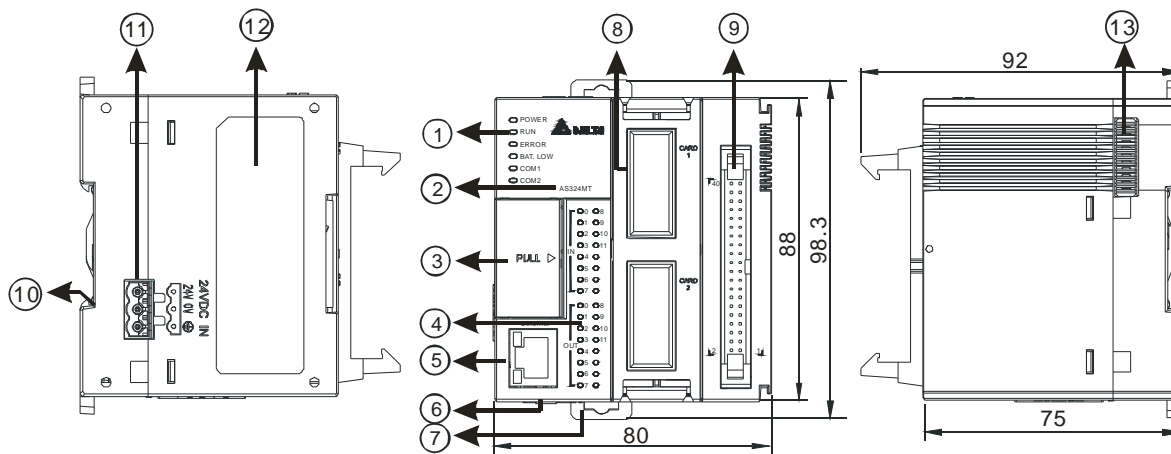 11
12
24VDC IN
24V 0V
10
1
2
3
4
5
6
7
8
9
POWER
RUN
ERROR
BAT. LOW
COM1
COM2
DELTA
AS324MT
PULL
IN
0 8
1 9
2 10
3 11
4
5
6
7
OUT
0 8
1 9
2 10
3 11
4
5
6
7
CARD
1
CARD
2
40
2 1
80
88
98.3
13
92
75